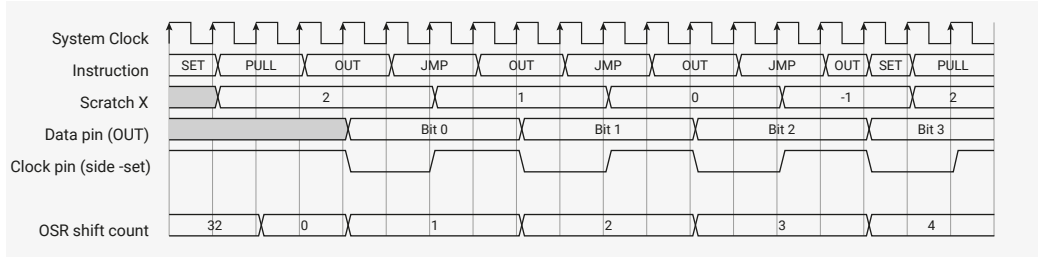 System Clock
Instruction SET PULL OUT JMP OUT JMP OUT JMP OUT SET PULL
Scratch X 2 1 0 -1 2
Data pin (OUT) Bit 0 Bit 1 Bit 2 Bit 3
Clock pin (side -set)
OSR shift count 32 0 1 2 3 4